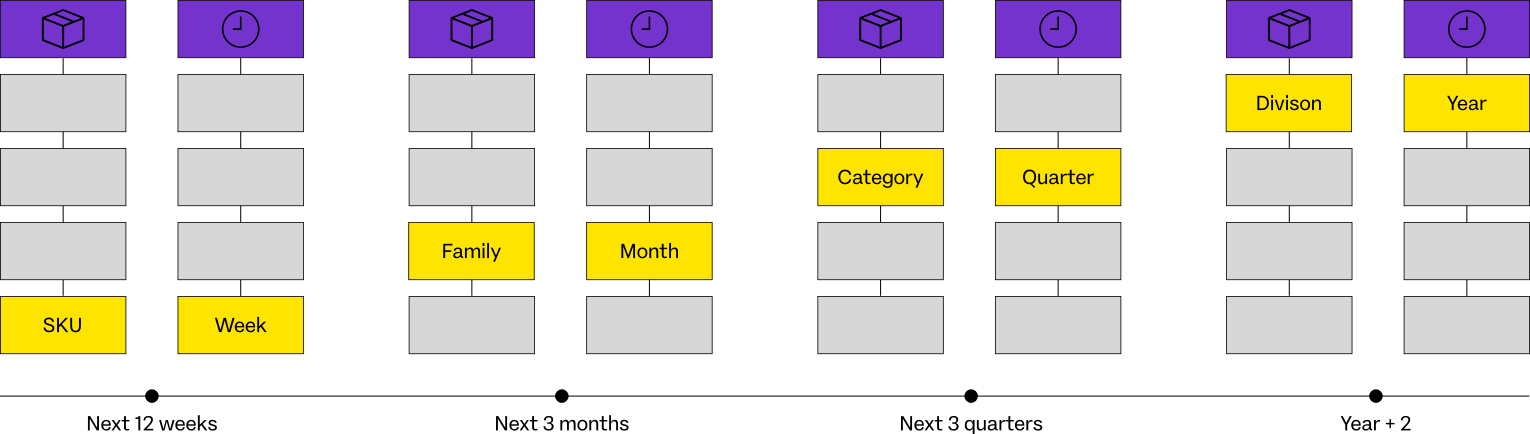 Divison
Year
Category
Quarter
Family
Month
SKU
Week
Next 12 weeks
Next 3 months
Next 3 quarters
Year + 2